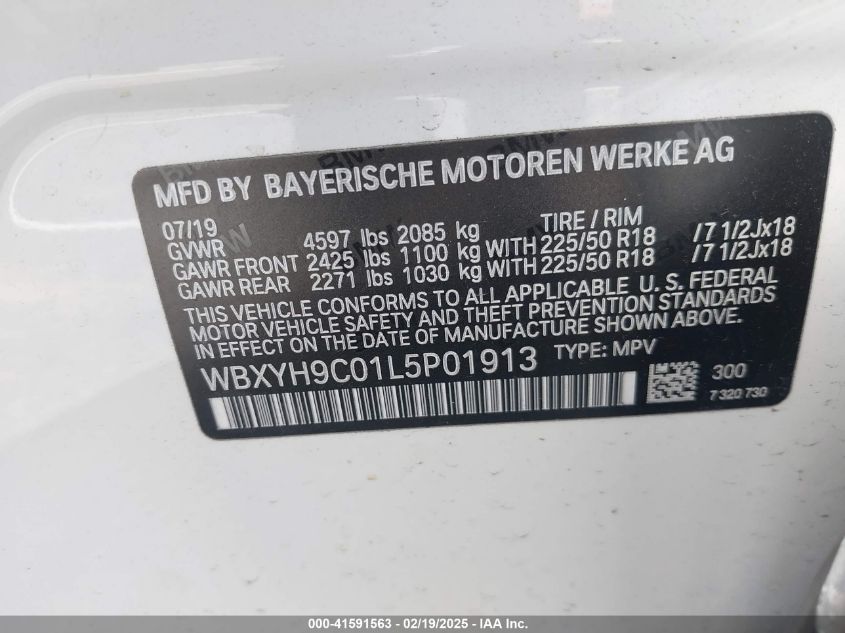 MFD BY BAYERISCHE MOTOREN WERKE AG
07/19 TIRE / RIM
GVWR 4597 lbs 2085 kg
GAWR FRONT 2425 lbs 1100 kg WITH 225/50 R18 /7 1/2Jx18
GAWR REAR 2271 lbs 1030 kg WITH 225/50 R18 /7 1/2Jx18
THIS VEHICLE CONFORMS TO ALL APPLICABLE U. S. FEDERAL
MOTOR VEHICLE SAFETY AND THEFT PREVENTION STANDARDS
IN EFFECT ON THE DATE OF MANUFACTURE SHOWN ABOVE.
WBXYH9C01L5P01913 TYPE: MPV
300
7 320 730
000-41591563 - 02/19/2025 - IAA Inc.